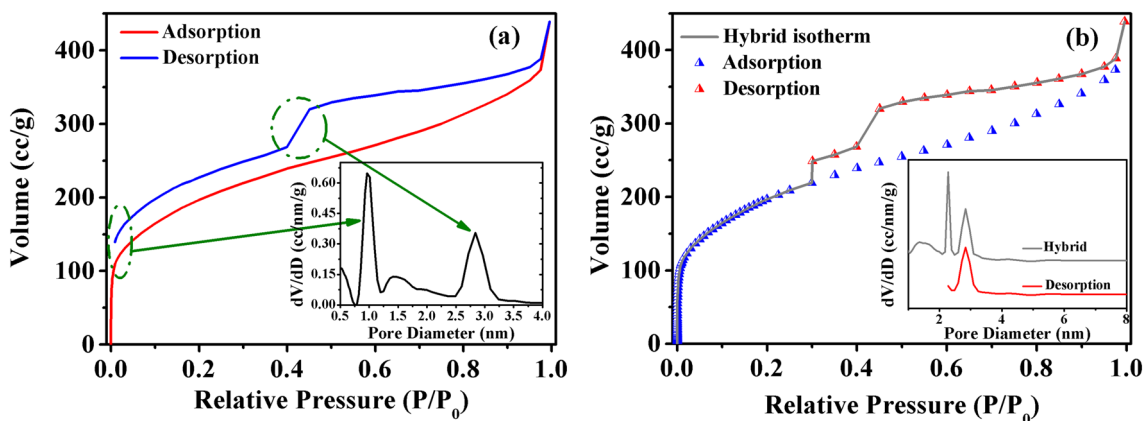 (a)
Adsorption
Desorption
400
300
200
100
0
Volume (cc/g)
0.0 0.2 0.4 0.6 0.8 1.0
Relative Pressure (P/P0)
0.60
0.45
0.30
0.15
0.00
dV/dD (cc/nm/g)
0.5 1.0 1.5 2.0 2.5 3.0 3.5 4.0
Pore Diameter (nm)
(b)
Hybrid isotherm
Adsorption
Desorption
400
300
200
100
0
Volume (cc/g)
0.0 0.2 0.4 0.6 0.8 1.0
Relative Pressure (P/P0)
dV/dD (cc/nm/g)
Hybrid
Desorption
2 4 6 8
Pore Diameter (nm)